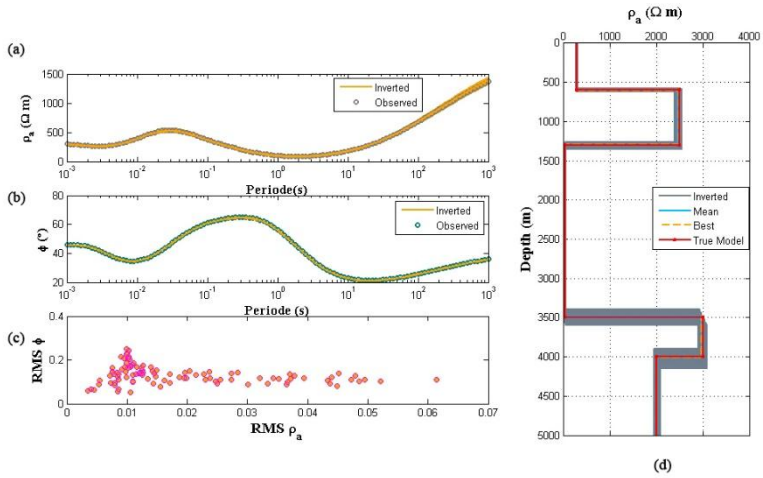 (a)
ρa (Ω m)
1500
1000
500
0
Inverted
Observed
10^-3 10^-2 10^-1 10^0 10^1 10^2 10^3
Periode(s)
(b)
ϕ (°)
80
60
40
20
Inverted
Observed
10^-3 10^-2 10^-1 10^0 10^1 10^2 10^3
Periode (s)
(c)
RMS ϕ
0.4
0.2
0
0 0.01 0.02 0.03 0.04 0.05 0.06 0.07
RMS ρa
ρa (Ω m)
0 1000 2000 3000 4000
Depth (m)
0
500
1000
1500
2000
2500
3000
3500
4000
4500
5000
Inverted
Mean
Best
True Model
(d)